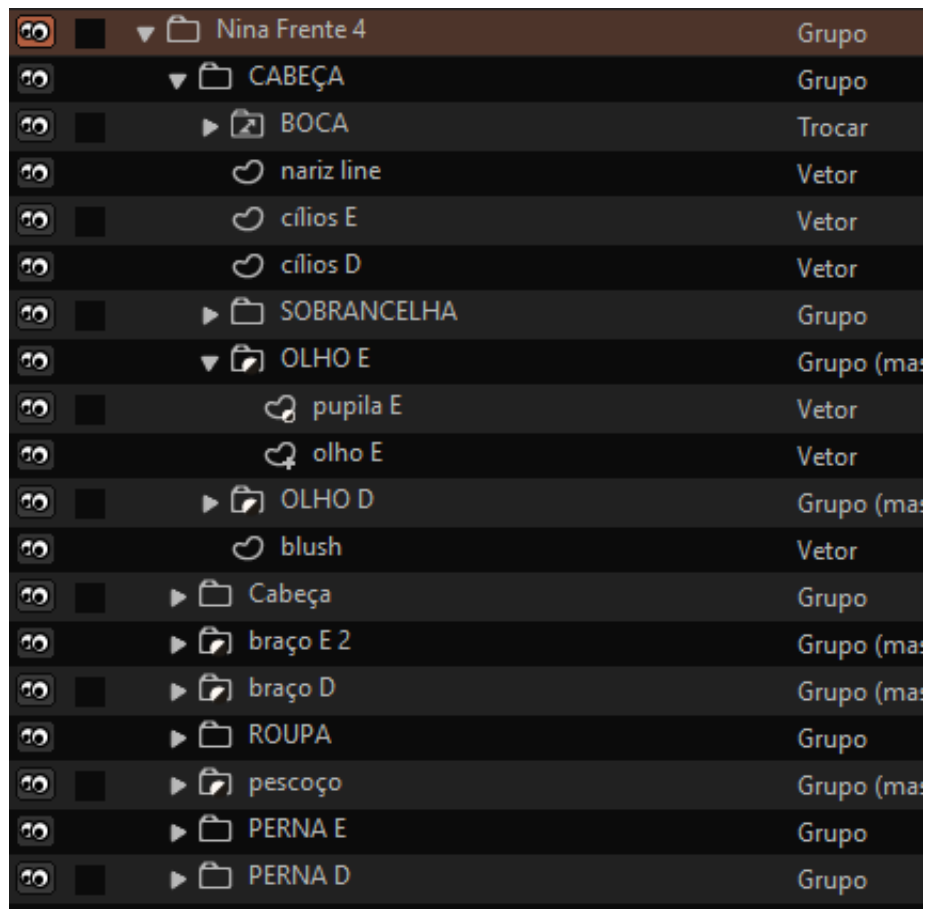 Nina Frente 4 Grupo
CABEÇA Grupo
BOCA Trocar
nariz line Vetor
cílios E Vetor
cílios D Vetor
SOBRANCELHA Grupo
OLHO E Grupo (mas
pupila E Vetor
olho E Vetor
OLHO D Grupo (mas
blush Vetor
Cabeça Grupo
braço E 2 Grupo (mas
braço D Grupo (mas
ROUPA Grupo
pescoço Grupo (mas
PERNA E Grupo
PERNA D Grupo